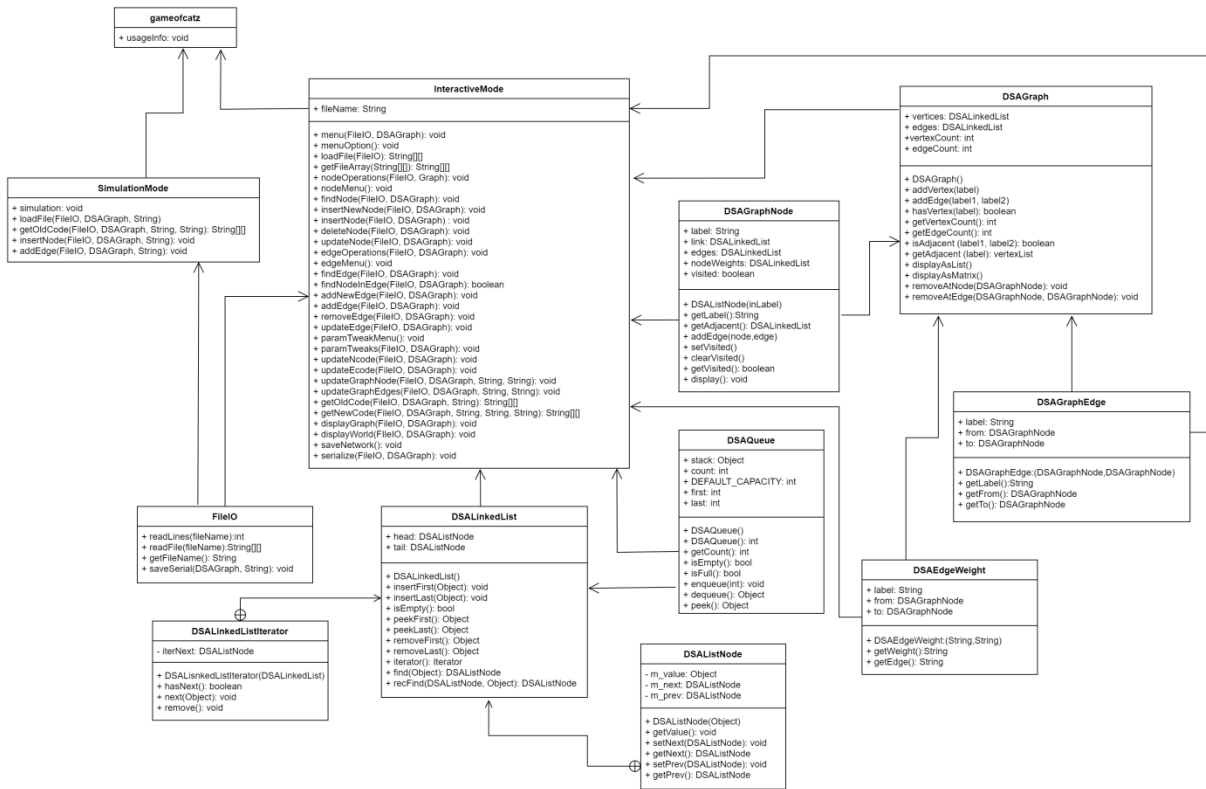 gameofcatz
+ usageInfo: void
InteractiveMode
+ fileName: String
+ menu(FileIO, DSAGraph): void
+ menuOption(): void
+ loadFile(FileIO): String[][]
+ getFileArray(String[][]): String[][]
+ nodeOperations(FileIO, Graph): void
+ nodeMenu(): void
+ findNode(FileIO, DSAGraph): void
+ insertNewNode(FileIO, DSAGraph): void
+ insertNode(FileIO, DSAGraph) : void
+ deleteNode(FileIO, DSAGraph): void
+ updateNode(FileIO, DSAGraph): void
+ edgeOperations(FileIO, DSAGraph): void
+ edgeMenu(): void
+ findEdge(FileIO, DSAGraph): void
+ findNodeInEdge(FileIO, DSAGraph): boolean
+ addNewEdge(FileIO, DSAGraph): void
+ addEdge(FileIO, DSAGraph): void
+ removeEdge(FileIO, DSAGraph): void
+ updateEdge(FileIO, DSAGraph): void
+ paramTweakMenu(): void
+ paramTweaks(FileIO, DSAGraph): void
+ updateNcode(FileIO, DSAGraph): void
+ updateEcode(FileIO, DSAGraph): void
+ updateGraphNode(FileIO, DSAGraph, String, String): void
+ updateGraphEdges(FileIO, DSAGraph, String, String): void
+ getOldCode(FileIO, DSAGraph, String): String[][]
+ getNewCode(FileIO, DSAGraph, String, String, String): String[][]
+ displayGraph(FileIO, DSAGraph): void
+ displayWorld(FileIO, DSAGraph): void
+ saveNetwork(): void
+ serialize(FileIO, DSAGraph): void
DSAGraph
+ vertices: DSALinkedList
+ edges: DSALinkedList
+vertexCount: int
+ edgeCount: int
+ DSAGraph()
+ addVertex(label)
+ addEdge(label1, label2)
+ hasVertex(label): boolean
+ getVertexCount(): int
+ getEdgeCount(): int
+ isAdjacent (label1, label2): boolean
+ getAdjacent (label): vertexList
+ displayAsList()
+ displayAsMatrix()
+ removeAtNode(DSAGraphNode): void
+ removeAtEdge(DSAGraphNode, DSAGraphNode): void
SimulationMode
+ simulation: void
+ loadFile(FileIO, DSAGraph, String)
+ getOldCode(FileIO, DSAGraph, String, String): String[][]
+ insertNode(FileIO, DSAGraph, String): void
+ addEdge(FileIO, DSAGraph, String): void
DSAGraphNode
+ label: String
+ link: DSALinkedList
+ edges: DSALinkedList
+ nodeWeights: DSALinkedList
+ visited: boolean
+ DSAListNode(inLabel)
+ getLabel():String
+ getAdjacent(): DSALinkedList
+ addEdge(node,edge)
+ setVisited()
+ clearVisited()
+ getVisited(): boolean
+ display(): void
DSAGraphEdge
+ label: String
+ from: DSAGraphNode
+ to: DSAGraphNode
+ DSAGraphEdge:(DSAGraphNode,DSAGraphNode)
+ getLabel():String
+ getFrom(): DSAGraphNode
+ getTo(): DSAGraphNode
DSAQueue
+ stack: Object
+ count: int
+ DEFAULT_CAPACITY: int
+ first: int
+ last: int
+ DSAQueue()
+ DSAQueue(): int
+ getCount(): int
+ isEmpty(): bool
+ isFull(): bool
+ enqueue(int): void
+ dequeue(): Object
+ peek(): Object
FileIO
+ readLines(fileName):int
+ readFile(fileName):String[][]
+ getFileName(): String
+ saveSerial(DSAGraph, String): void
DSALinkedList
+ head: DSAListNode
+ tail: DSAListNode
+ DSALinkedList()
+ insertFirst(Object): void
+ insertLast(Object): void
+ isEmpty(): bool
+ peekFirst(): Object
+ peekLast(): Object
+ removeFirst(): Object
+ removeLast(): Object
+ iterator(): Iterator
+ find(Object): DSAListNode
+ recFind(DSAListNode, Object): DSAListNode
DSAEdgeWeight
+ label: String
+ from: DSAGraphNode
+ to: DSAGraphNode
+ DSAEdgeWeight:(String,String)
+ getWeight():String
+ getEdge(): String
DSALinkedListIterator
- iterNext: DSAListNode
+ DSALisnkedListIterator(DSALinkedList)
+ hasNext(): boolean
+ next(Object): void
+ remove(): void
DSAListNode
- m_value: Object
- m_next: DSAListNode
- m_prev: DSAListNode
+ DSAListNode(Object)
+ getValue(): void
+ setNext(DSAListNode): void
+ getNext(): DSAListNode
+ setPrev(DSAListNode): void
+ getPrev(): DSAListNode